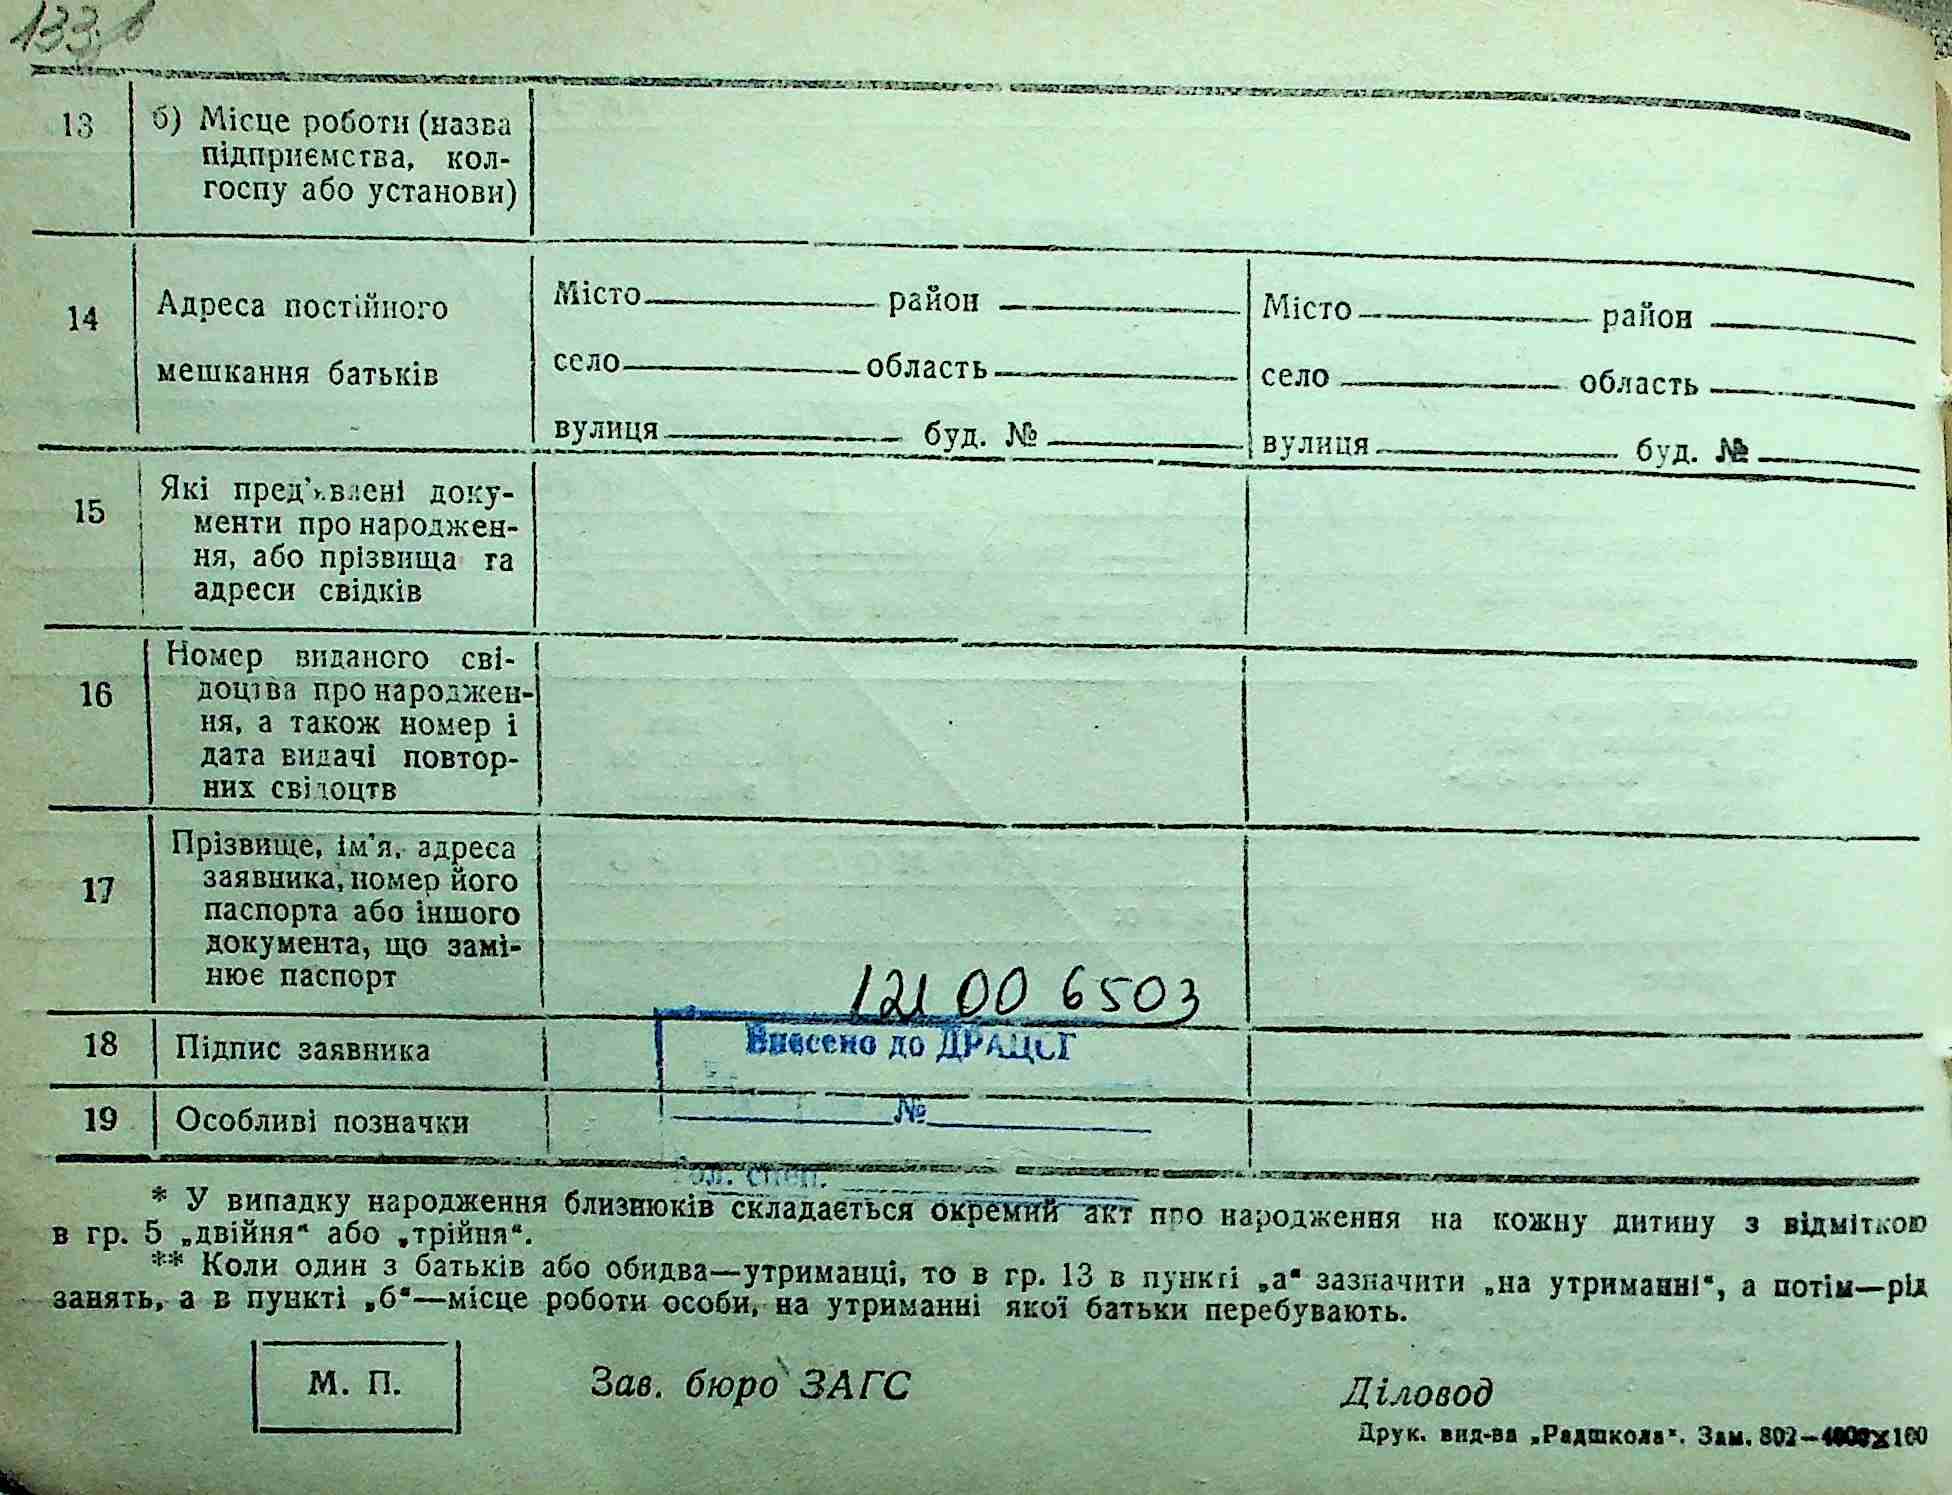 133
13
б) Місце роботи (назва
підприємства, кол-
госпу або установи)
14
Адреса постійного
мешкання батьків
Місто район
село область
вулиця буд. №
Місто район
село область
вулиця буд. №
15
Які пред'явлені доку-
менти про народжен-
ня, або прізвища та
адреси свідків
16
Номер виданого сві-
доцтва про народжен-
ня, а також номер і
дата видачі повтор-
них свідоцтв
17
Прізвище, ім'я, адреса
заявника, номер його
паспорта або іншого
документа, що замі-
нює паспорт
121 00 6503
18
Підпис заявника
Внесено до ДРАЦСГ
19
Особливі позначки
№
Гол. спец.
* У випадку народження близнюків складається окремий акт про народження на кожну дитину з відміткою
в гр. 5 „двійня“ або „трійня“.
** Коли один з батьків або обидва—утриманці, то в гр. 13 в пункті „а“ зазначити „на утриманні“, а потім—рід
занять, а в пункті „б“—місце роботи особи, на утриманні якої батьки перебувають.
М. П.
Зав. бюро ЗАГС
Діловод
Друк. вид-ва „Радшкола“. Зам. 802—4000×100